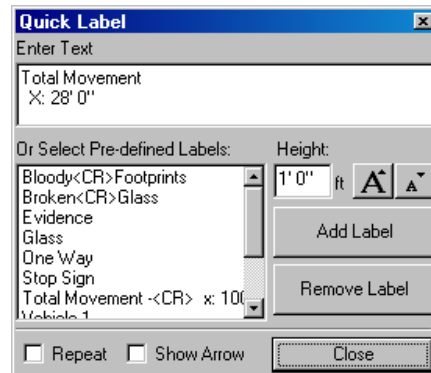 Quick Label
Enter Text
Total Movement
X: 28' 0"
Or Select Pre-defined Labels:
Height:
Bloody<CR>Footprints
Broken<CR>Glass
Evidence
Glass
One Way
Stop Sign
Total Movement -<CR> x: 10(
Vehicle 1
1' 0" ft A A
Add Label
Remove Label
Repeat Show Arrow Close